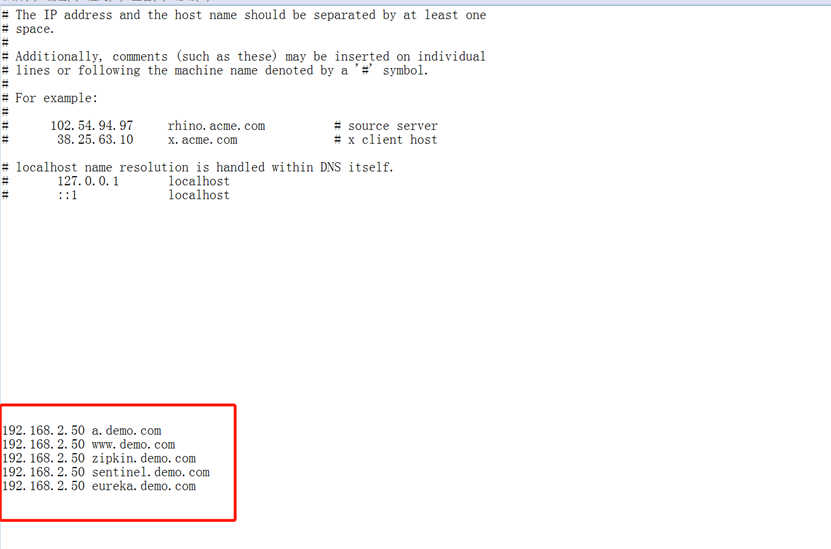 # The IP address and the host name should be separated by at least one
# space.
#
# Additionally, comments (such as these) may be inserted on individual
# lines or following the machine name denoted by a '#' symbol.
#
# For example:
#
#      102.54.94.97     rhino.acme.com          # source server
#       38.25.63.10     x.acme.com              # x client host

# localhost name resolution is handled within DNS itself.
#       127.0.0.1       localhost
#       ::1             localhost
192.168.2.50 a.demo.com
192.168.2.50 www.demo.com
192.168.2.50 zipkin.demo.com
192.168.2.50 sentinel.demo.com
192.168.2.50 eureka.demo.com